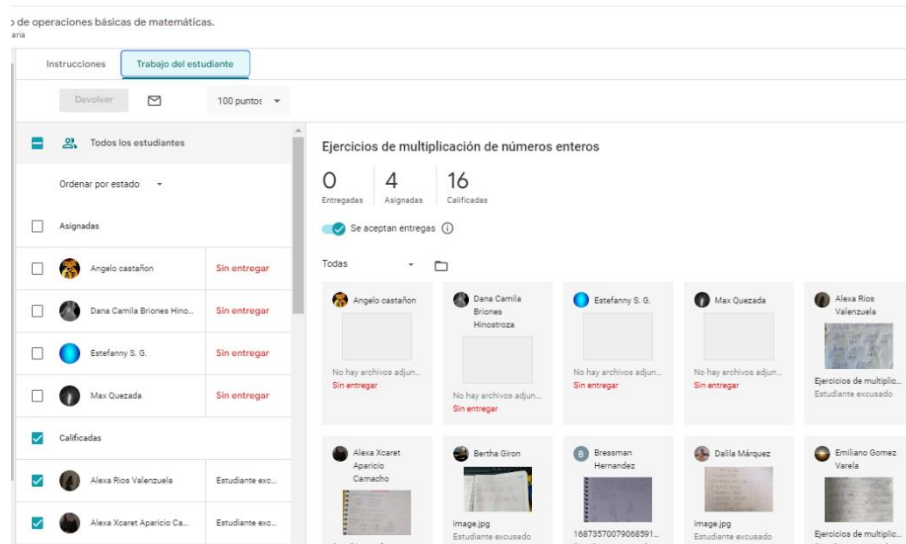 o de operaciones básicas de matemáticas.
aria
Instrucciones
Trabajo del estudiante
Devolver
100 puntos
Todos los estudiantes
Ordenar por estado
Asignadas
Angelo castañon
Sin entregar
Dana Camila Briones Hino...
Sin entregar
Estefanny S. G.
Sin entregar
Max Quezada
Sin entregar
Calificadas
Alexa Rios Valenzuela
Estudiante exc...
Alexa Xcaret Aparicio Ca...
Estudiante exc...
Ejercicios de multiplicación de números enteros
0
4
16
Entregadas
Asignadas
Calificadas
Se aceptan entregas
Todas
Angelo castañon
No hay archivos adjun...
Sin entregar
Dana Camila
Briones
Hinostroza
No hay archivos adjun...
Sin entregar
Estefanny S. G.
No hay archivos adjun...
Sin entregar
Max Quezada
No hay archivos adjun...
Sin entregar
Alexa Rios
Valenzuela
Ejercicios de multiplic...
Estudiante excusado
Alexa Xcaret
Aparicio
Camacho
Bertha Giron
image.jpg
Estudiante excusado
B
Bressman
Hernandez
16873570079068591...
Dalila Márquez
image.jpg
Estudiante excusado
Emiliano Gomez
Varela
Ejercicios de multiplic...